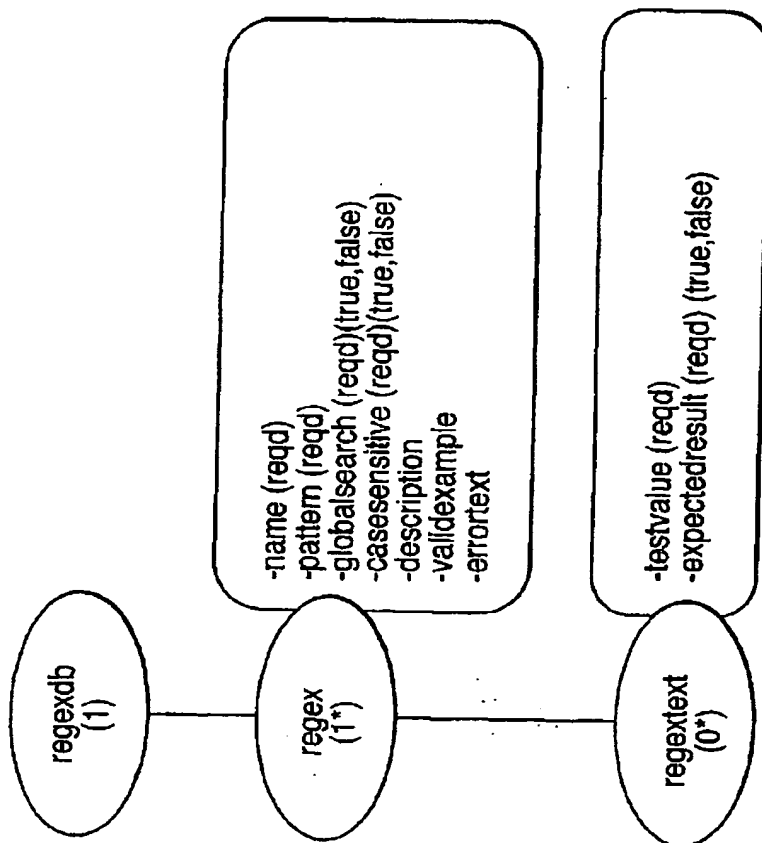 regexdb
(1)
regex
(1*)
-name (reqd)
-pattern (reqd)
-globalsearch (reqd)(true,false)
-casesensitive (reqd)(true,false)
-description
-validexample
-errortext
regextext
(0*)
-testvalue (reqd)
-expectedresult (reqd) (true,false)